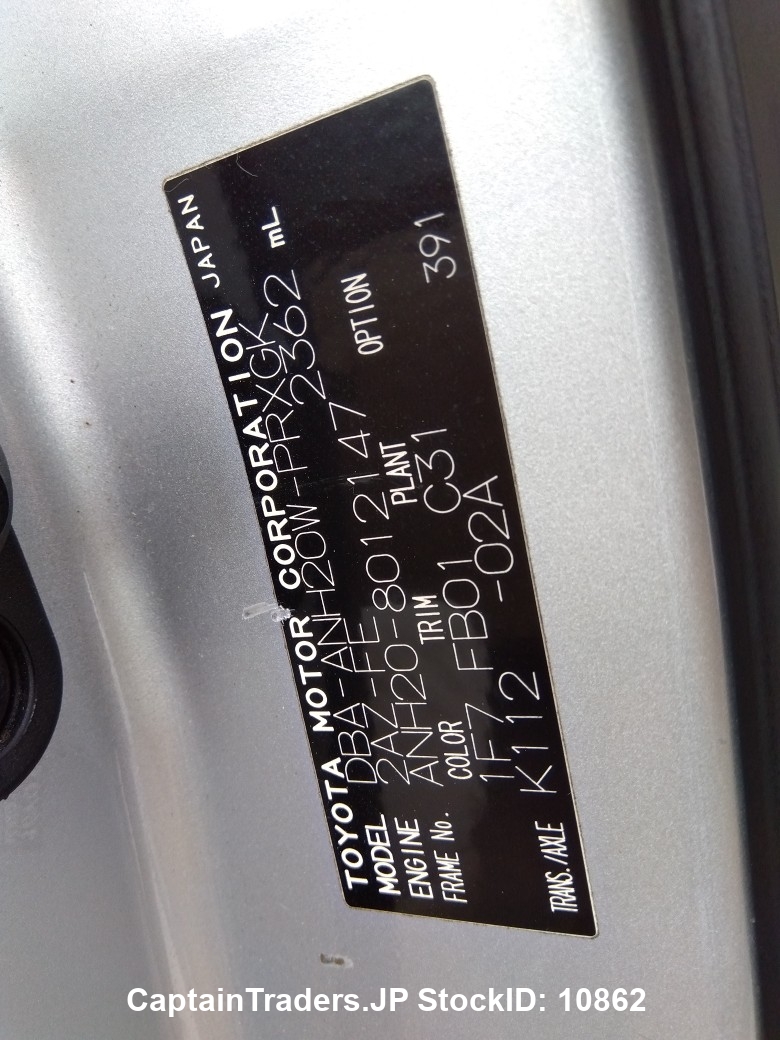 TOYOTA MOTOR CORPORATION JAPAN
MODEL DBA-ANH20W-PRXGK
ENGINE 2AZ-FE 2362 mL
FRAME No. ANH20-8012147
COLOR TRIM PLANT OPTION
1F7 FB01 C31 391
TRANS./AXLE K112 -02A
CaptainTraders.JP StockID: 10862